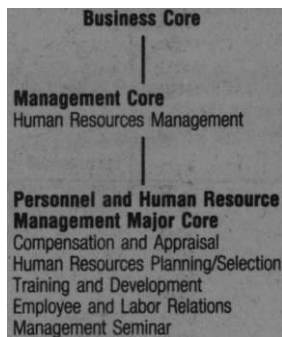 Business Core
Management Core
Human Resources Management
Personnel and Human Resource
Management Major Core
Compensation and Appraisal
Human Resources Planning/Selection
Training and Development
Employee and Labor Relations
Management Seminar